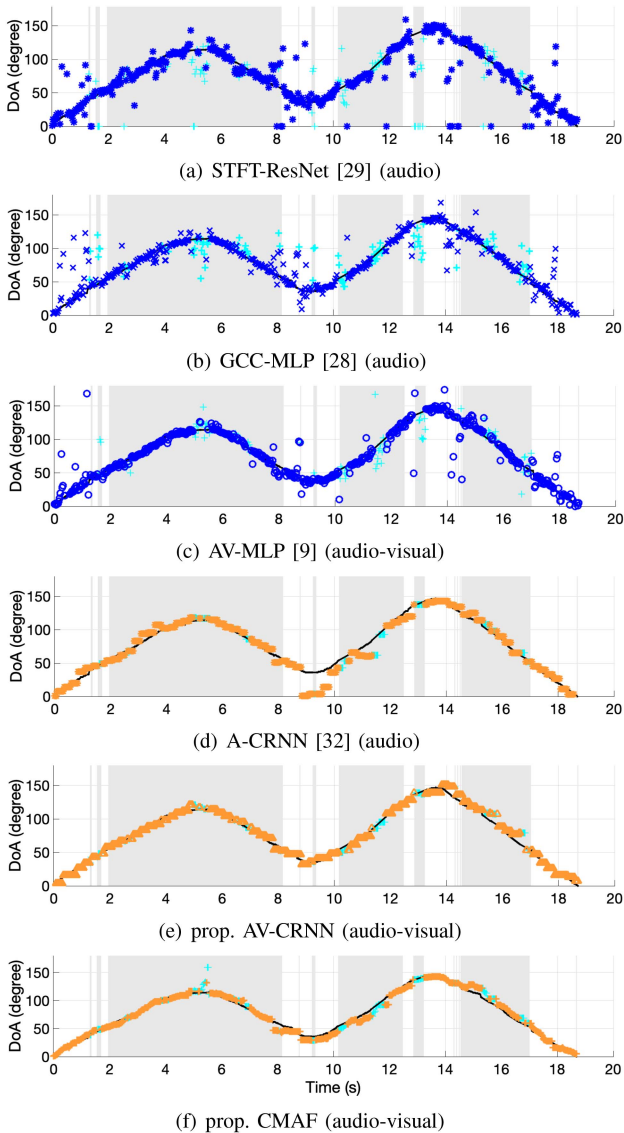 DoA (degree)
150
100
50
0
0 2 4 6 8 10 12 14 16 18 20
(a) STFT-ResNet [29] (audio)
DoA (degree)
150
100
50
0
0 2 4 6 8 10 12 14 16 18 20
(b) GCC-MLP [28] (audio)
DoA (degree)
150
100
50
0
0 2 4 6 8 10 12 14 16 18 20
(c) AV-MLP [9] (audio-visual)
DoA (degree)
150
100
50
0
0 2 4 6 8 10 12 14 16 18 20
(d) A-CRNN [32] (audio)
DoA (degree)
150
100
50
0
0 2 4 6 8 10 12 14 16 18 20
(e) prop. AV-CRNN (audio-visual)
DoA (degree)
150
100
50
0
0 2 4 6 8 10 12 14 16 18 20
Time (s)
(f) prop. CMAF (audio-visual)